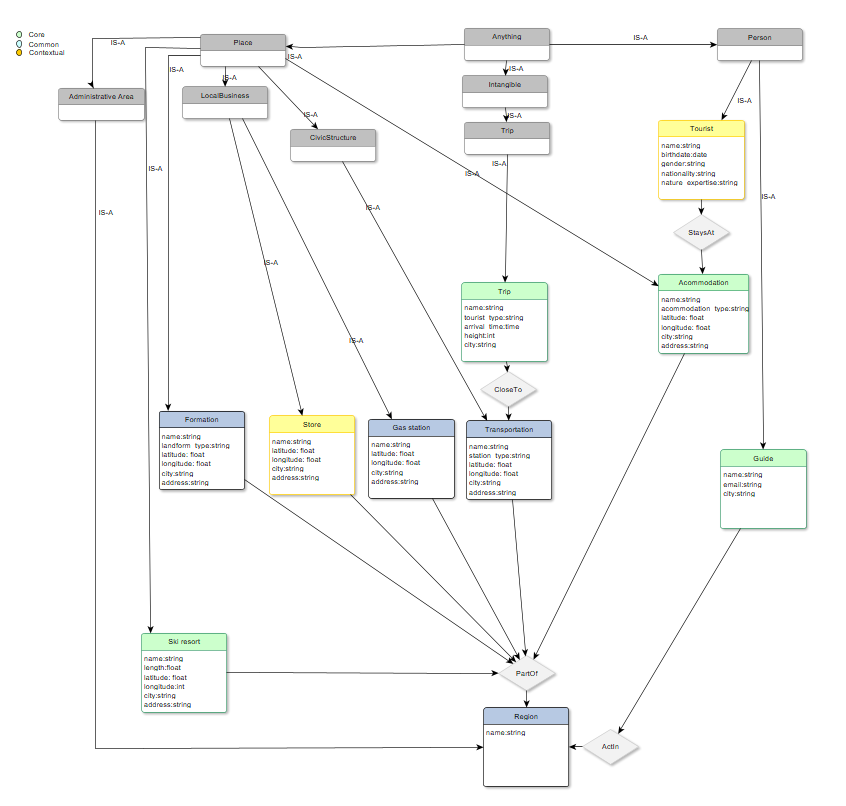 Core
Common
Contextual
Place
Anything
Person
IS-A
IS-A
IS-A
IS-A
IS-A
IS-A
Administrative Area
LocalBusiness
Intangible
IS-A
IS-A
CivicStructure
IS-A
Trip
IS-A
Tourist
name:string
birthdate:date
gender:string
nationality:string
nature expertise:string
IS-A
IS-A
IS-A
IS-A
IS-A
IS-A
StaysAt
IS-A
IS-A
Trip
name:string
tourist type:string
arrival time:time
height:int
city:string
Acommodation
name:string
acommodation type:string
latitude: float
longitude: float
city:string
address:string
CloseTo
Formation
name:string
landform type:string
latitude: float
longitude: float
city:string
address:string
Store
name:string
latitude: float
longitude: float
city:string
address:string
Gas station
name:string
latitude: float
longitude: float
city:string
address:string
Transportation
name:string
station type:string
latitude: float
longitude: float
city:string
address:string
Guide
name:string
email:string
city:string
Ski resort
name:string
length:float
latitude: float
longitude:int
city:string
address:string
PartOf
Region
name:string
ActIn